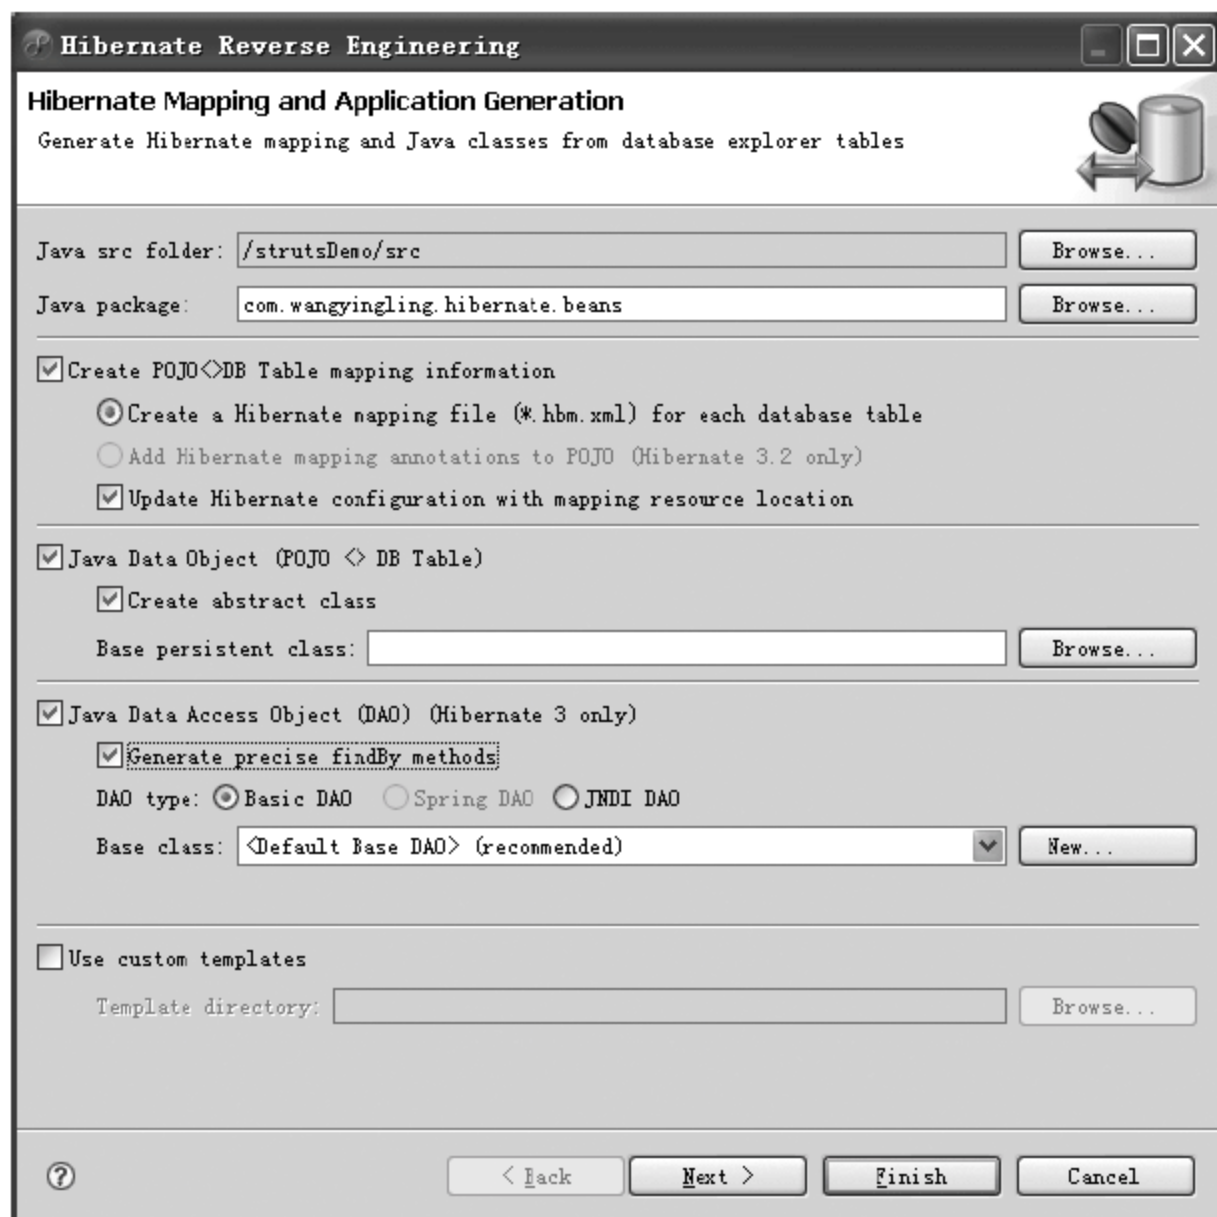 Hibernate Reverse Engineering
Hibernate Mapping and Application Generation
Generate Hibernate mapping and Java classes from database explorer tables
Java src folder: /strutsDemo/src Browse...
Java package: com.wangyingling.hibernate.beans Browse...
Create POJO<>DB Table mapping information
Create a Hibernate mapping file (*.hbm.xml) for each database table
Add Hibernate mapping annotations to POJO (Hibernate 3.2 only)
Update Hibernate configuration with mapping resource location
Java Data Object (POJO <> DB Table)
Create abstract class
Base persistent class: Browse...
Java Data Access Object (DAO) (Hibernate 3 only)
Generate precise findBy methods
DAO type: Basic DAO Spring DAO JNDI DAO
Base class: <Default Base DAO> (recommended) New...
Use custom templates
Template directory: Browse...
? < Back Next > Finish Cancel